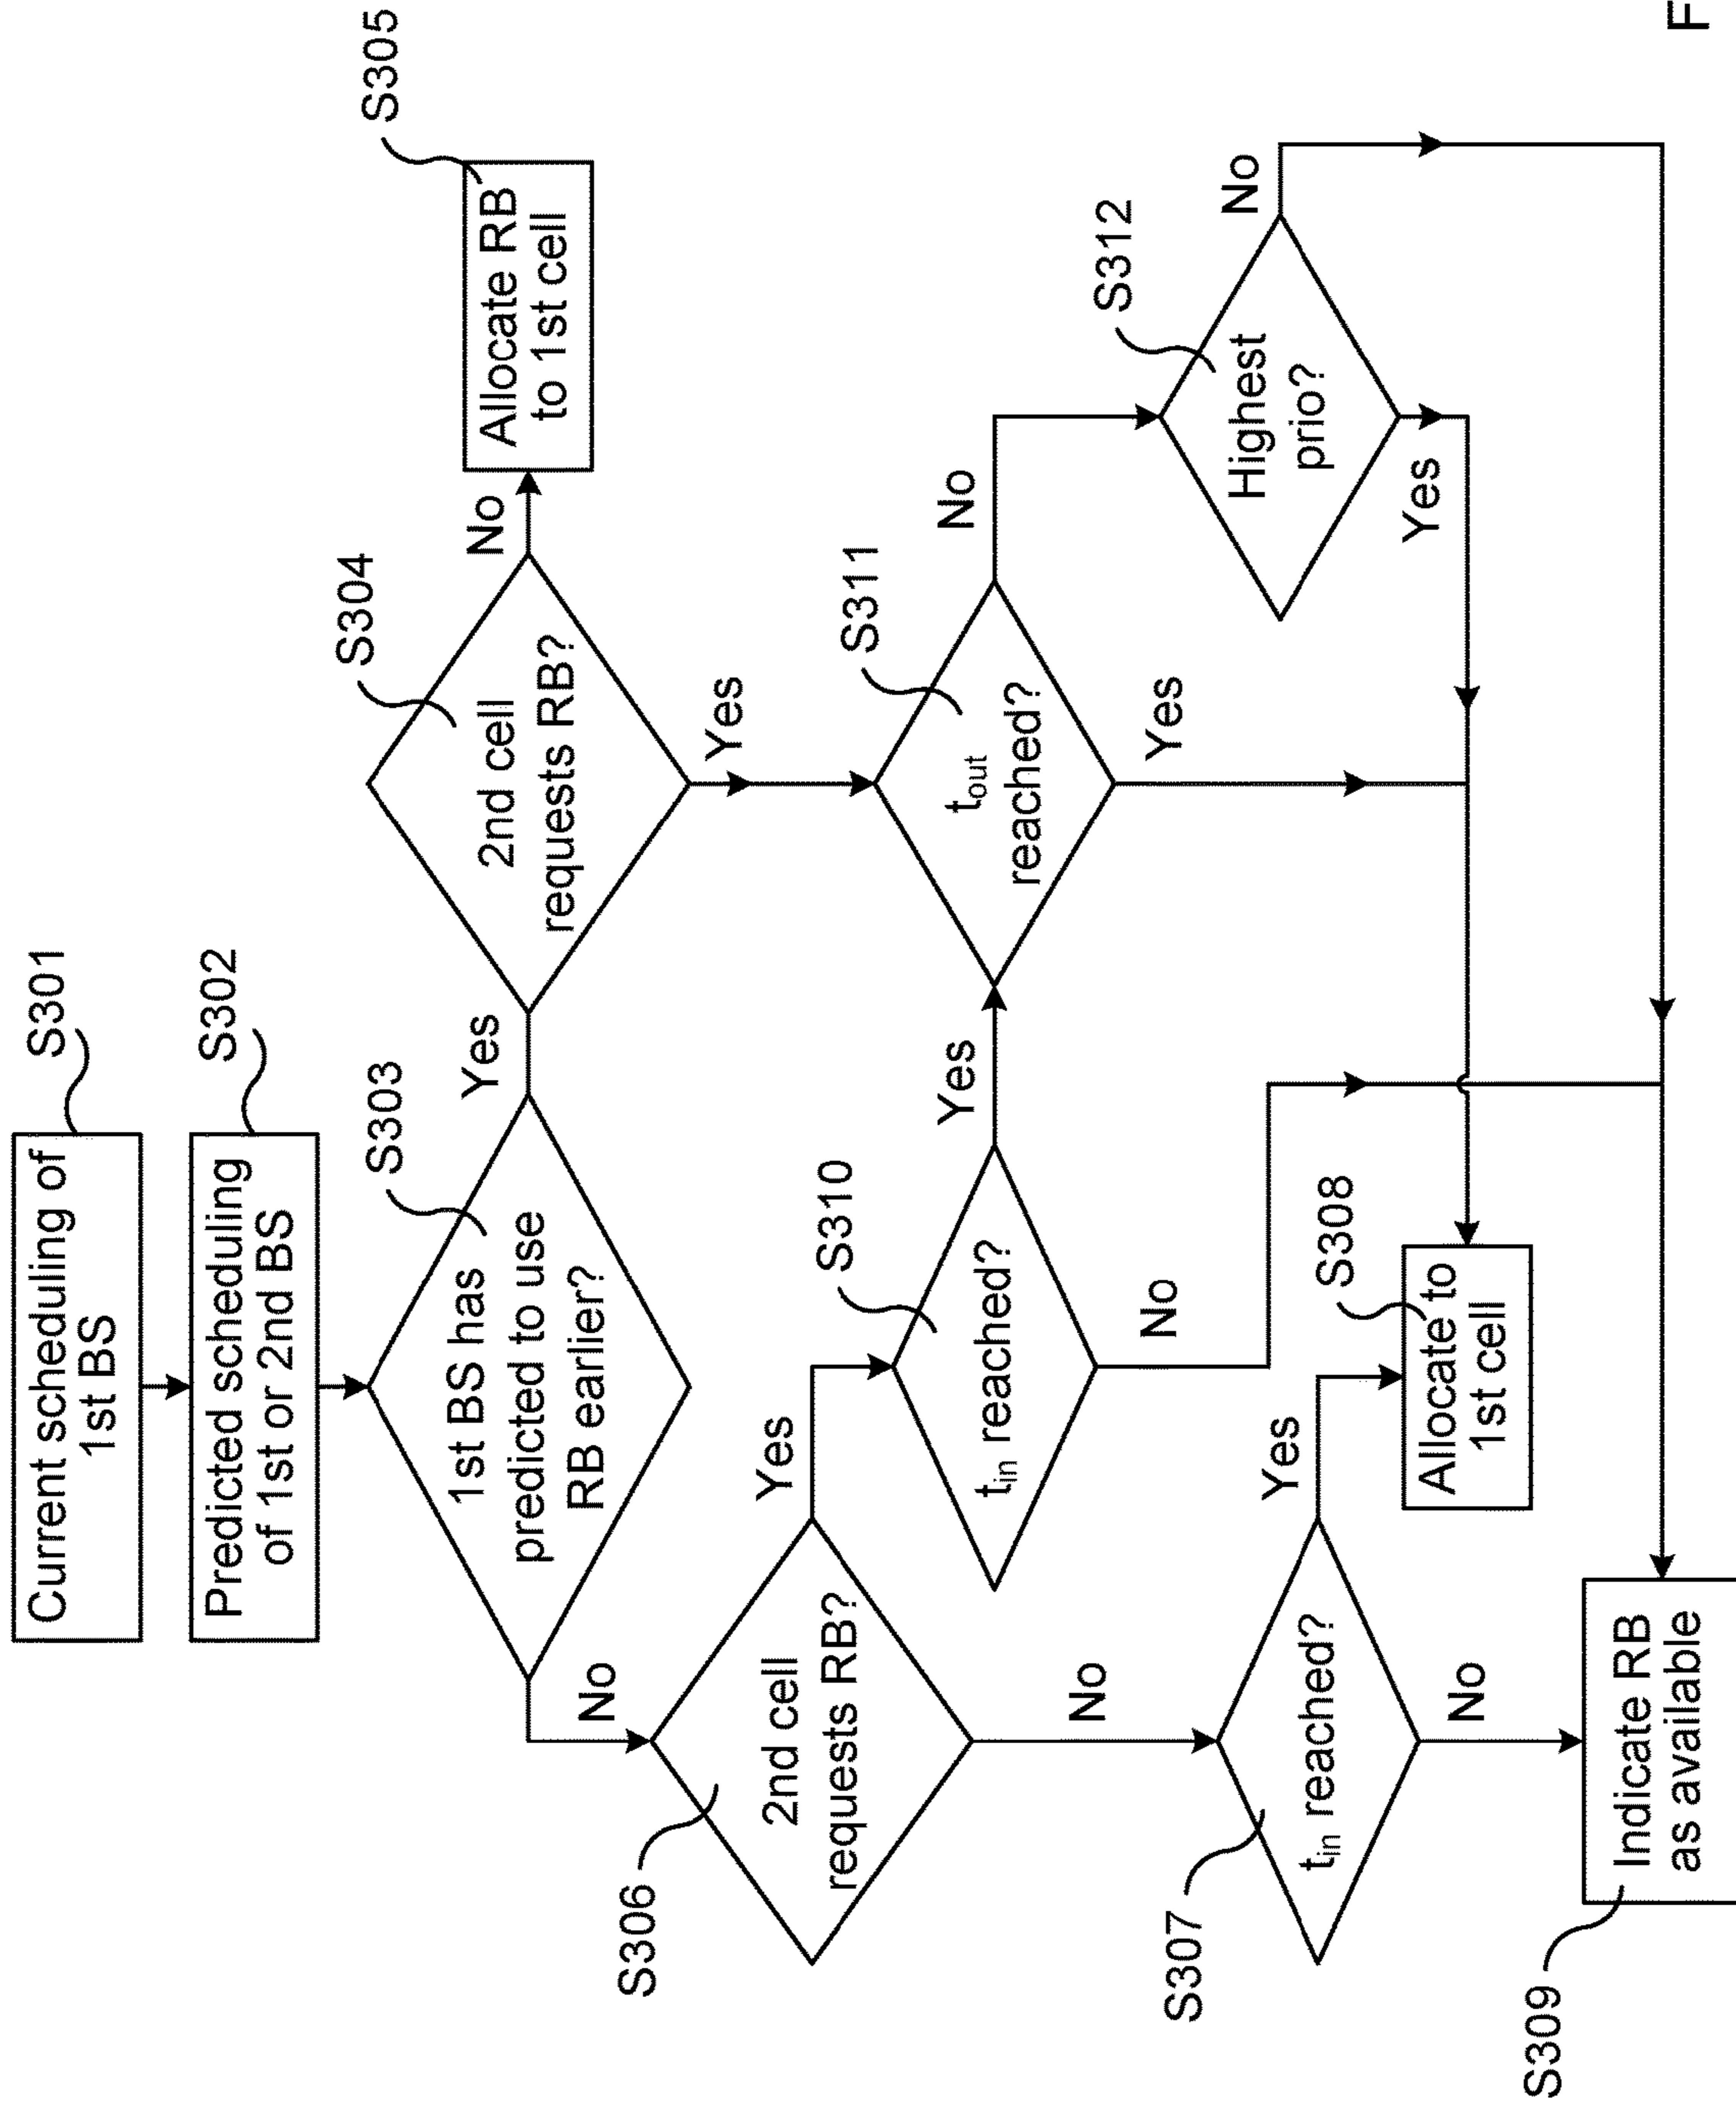 Current scheduling of
1st BS
S301
Predicted scheduling
of 1st or 2nd BS
S302
1st BS has
predicted to use
RB earlier?
S303
Yes
No
2nd cell
requests RB?
S304
No
Yes
Allocate RB
to 1st cell
S305
2nd cell
requests RB?
S306
Yes
No
t_in reached?
S310
Yes
No
t_out
reached?
S311
No
Yes
Highest
prio?
S312
No
Yes
t_in reached?
S307
Yes
No
Allocate to
1st cell
S308
Indicate RB
as available
S309
F